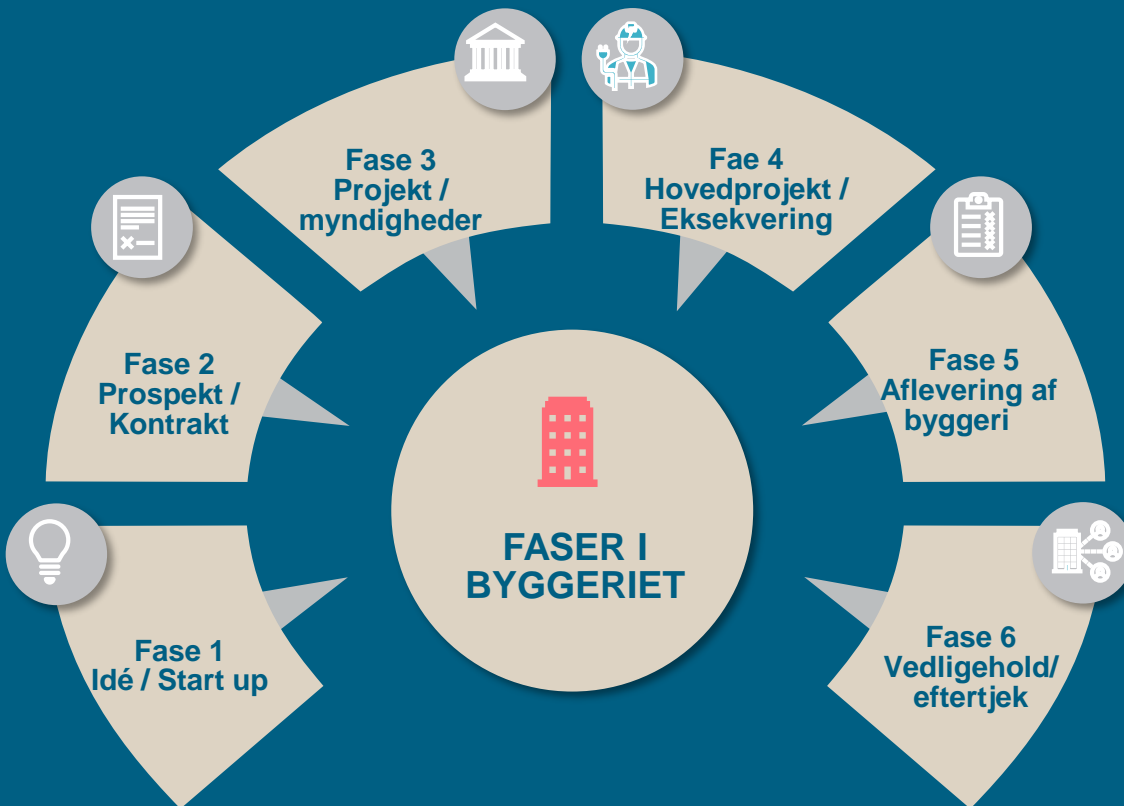 Fase 1
Idé / Start up
Fase 2
Prospekt /
Kontrakt
Fase 3
Projekt /
myndigheder
Fae 4
Hovedprojekt /
Eksekvering
Fase 5
Aflevering af
byggeri
Fase 6
Vedligehold/
eftertjek
FASER I
BYGGERIET